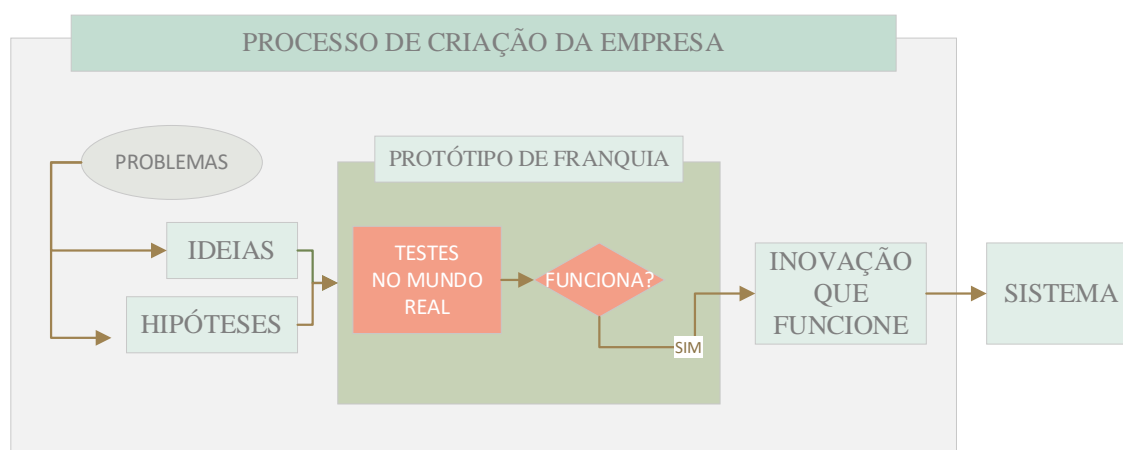 PROCESSO DE CRIAÇÃO DA EMPRESA
PROBLEMAS
IDEIAS
HIPÓTESES
PROTÓTIPO DE FRANQUIA
TESTES
NO MUNDO
REAL
FUNCIONA?
SIM
INOVAÇÃO
QUE
FUNCIONE
SISTEMA